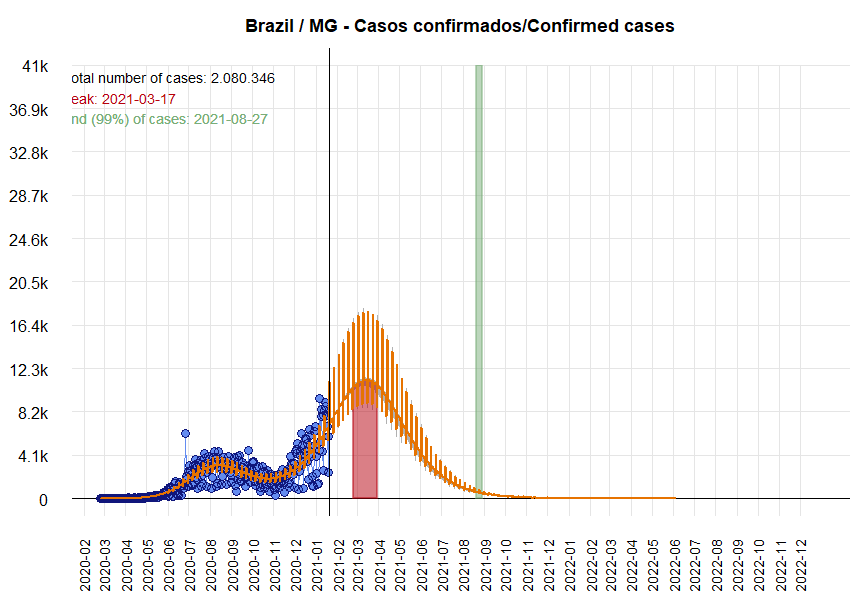 Brazil / MG - Casos confirmados/Confirmed cases
41k
otal number of cases: 2.080.346
eak: 2021-03-17
36.9k
nd (99%) of cases: 2021-08-27
32.8k
28.7k
24.6k
20.5k
16.4k
12.3k
8.2k
4.1k
0
2020-02
2020-03
2020-04
2020-05
2020-06
2020-07
2020-08
2020-09
2020-10
2020-11
2020-12
2021-01
2021-02
2021-03
2021-04
2021-05
2021-06
2021-07
2021-08
2021-09
2021-10
2021-11
2021-12
2022-01
2022-02
2022-03
2022-04
2022-05
2022-06
2022-07
2022-08
2022-09
2022-10
2022-11
2022-12